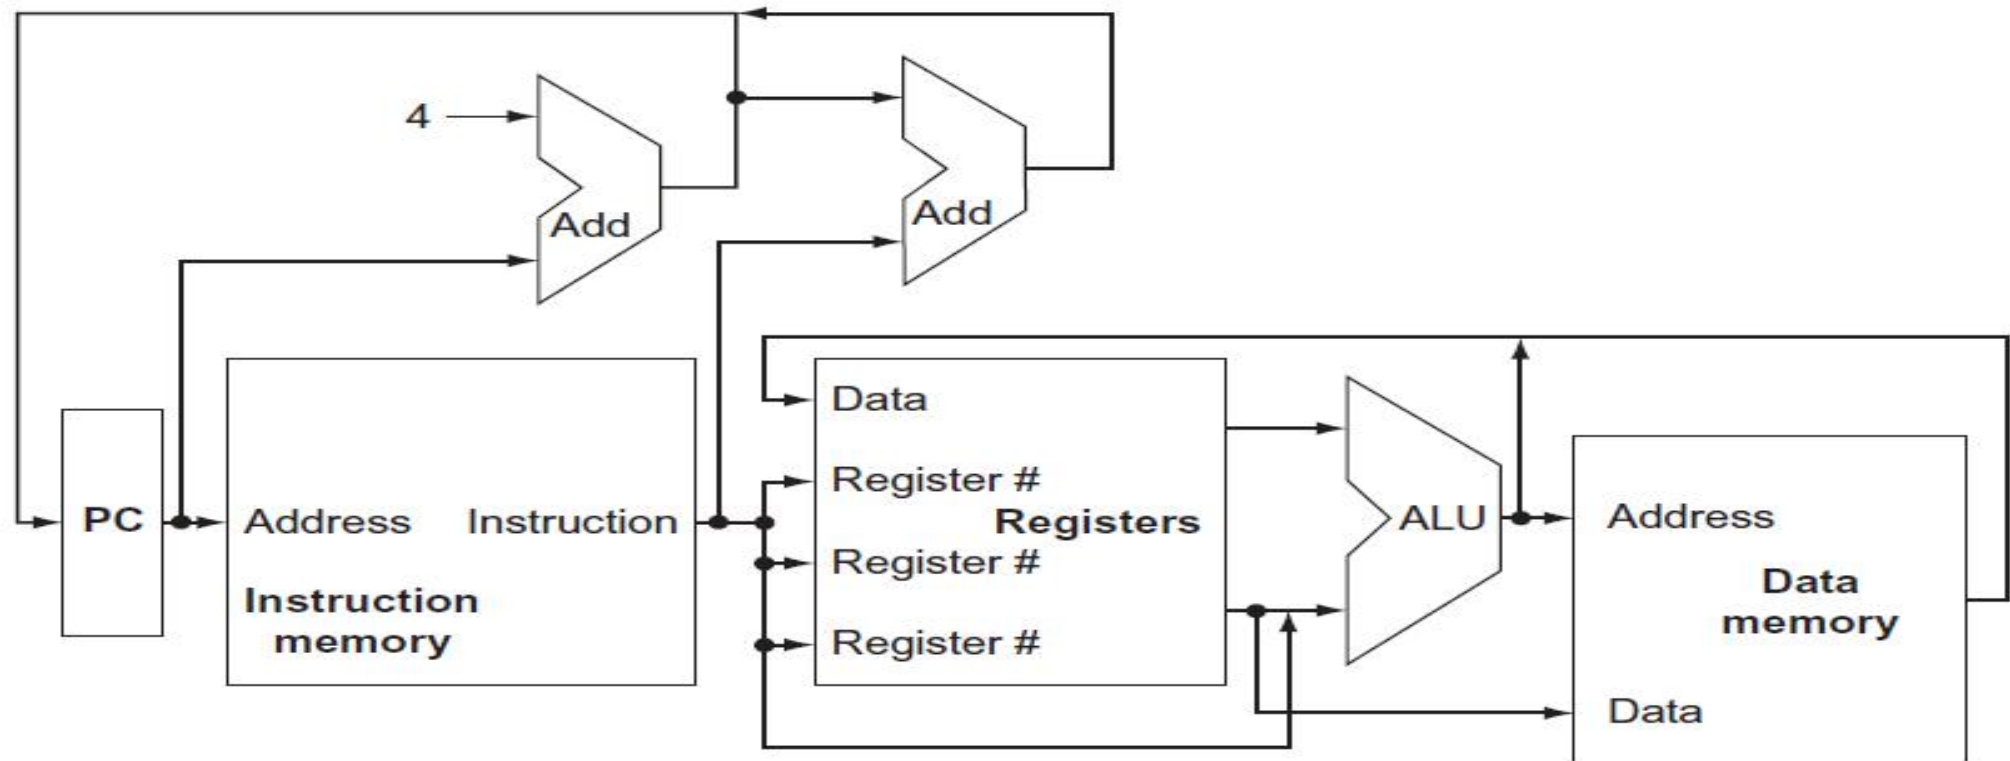 4
Add
Add
PC
Address
Instruction
Instruction
memory
Data
Register #
Register #
Register #
Registers
ALU
Address
Data
memory
Data